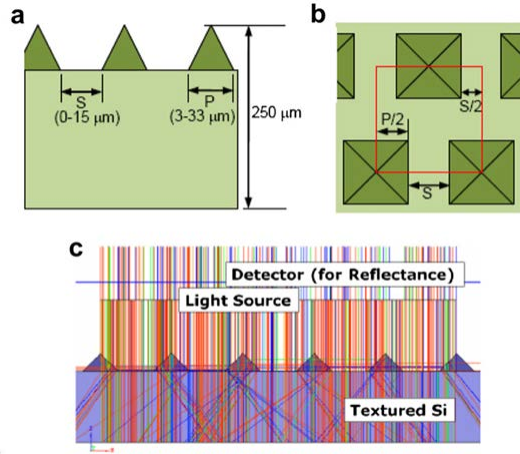 a
S
(0-15 μm)
P
(3-33 μm)
250 μm
b
P/2
S/2
S
c
Detector (for Reflectance)
Light Source
Textured Si